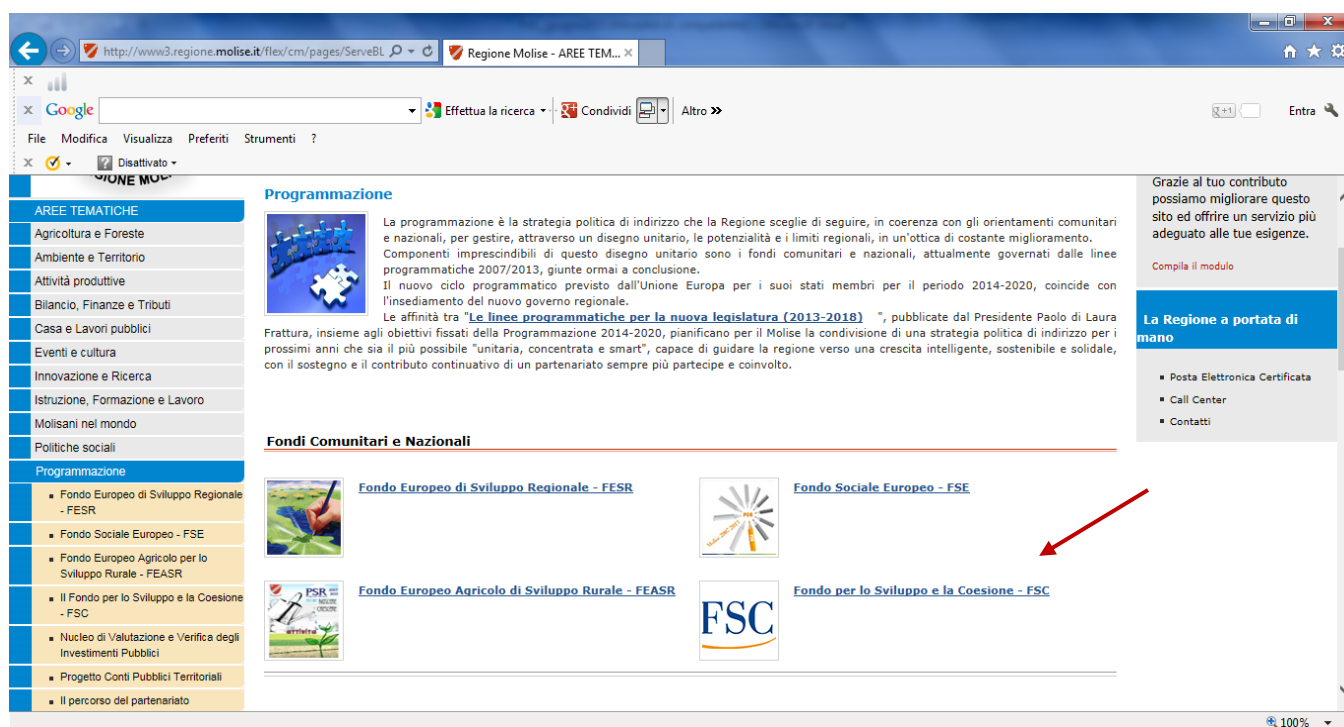 http://www3.regione.molise.it/flex/cm/pages/ServeBL
Regione Molise - AREE TEM...
Google
Effettua la ricerca
Condividi
Altro »
Entra
File Modifica Visualizza Preferiti Strumenti ?
Disattivato
AREE TEMATICHE
Agricoltura e Foreste
Ambiente e Territorio
Attività produttive
Bilancio, Finanze e Tributi
Casa e Lavori pubblici
Eventi e cultura
Innovazione e Ricerca
Istruzione, Formazione e Lavoro
Molisani nel mondo
Politiche sociali
Programmazione
Fondo Europeo di Sviluppo Regionale
- FESR
Fondo Sociale Europeo - FSE
Fondo Europeo Agricolo per lo
Sviluppo Rurale - FEASR
Il Fondo per lo Sviluppo e la Coesione
- FSC
Nucleo di Valutazione e Verifica degli
Investimenti Pubblici
Progetto Conti Pubblici Territoriali
Il percorso del partenariato
Programmazione
La programmazione è la strategia politica di indirizzo che la Regione sceglie di seguire, in coerenza con gli orientamenti comunitari
e nazionali, per gestire, attraverso un disegno unitario, le potenzialità e i limiti regionali, in un'ottica di costante miglioramento.
Componenti imprescindibili di questo disegno unitario sono i fondi comunitari e nazionali, attualmente governati dalle linee
programmatiche 2007/2013, giunte ormai a conclusione.
Il nuovo ciclo programmatico previsto dall'Unione Europa per i suoi stati membri per il periodo 2014-2020, coincide con
l'insediamento del nuovo governo regionale.
Le affinità tra "Le linee programmatiche per la nuova legislatura (2013-2018) ", pubblicate dal Presidente Paolo di Laura
Frattura, insieme agli obiettivi fissati della Programmazione 2014-2020, pianificano per il Molise la condivisione di una strategia politica di indirizzo per i
prossimi anni che sia il più possibile "unitaria, concentrata e smart", capace di guidare la regione verso una crescita intelligente, sostenibile e solidale,
con il sostegno e il contributo continuativo di un partenariato sempre più partecipe e coinvolto.
Fondi Comunitari e Nazionali
Fondo Europeo di Sviluppo Regionale - FESR
Fondo Sociale Europeo - FSE
PSR
Fondo Europeo Agricolo di Sviluppo Rurale - FEASR
FSC
Fondo per lo Sviluppo e la Coesione - FSC
Grazie al tuo contributo
possiamo migliorare questo
sito ed offrire un servizio più
adeguato alle tue esigenze.
Compila il modulo
La Regione a portata di
mano
Posta Elettronica Certificata
Call Center
Contatti
100%